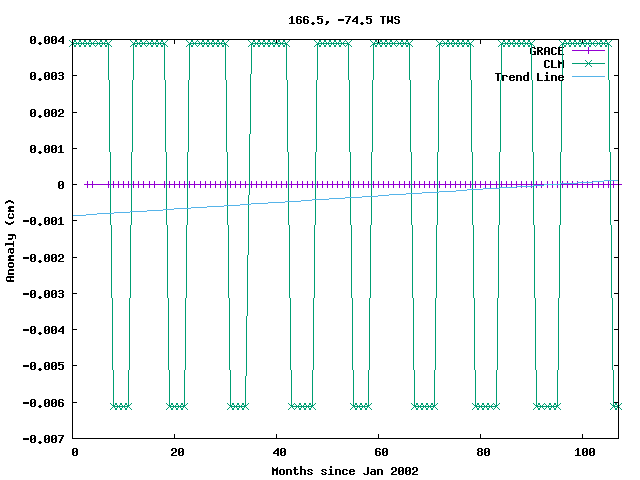 166.5, -74.5 TWS
0.004
0.003
0.002
0.001
0
-0.001
-0.002
-0.003
-0.004
-0.005
-0.006
-0.007
Anomaly (cm)
GRACE
CLM
Trend Line
0 20 40 60 80 100
Months since Jan 2002